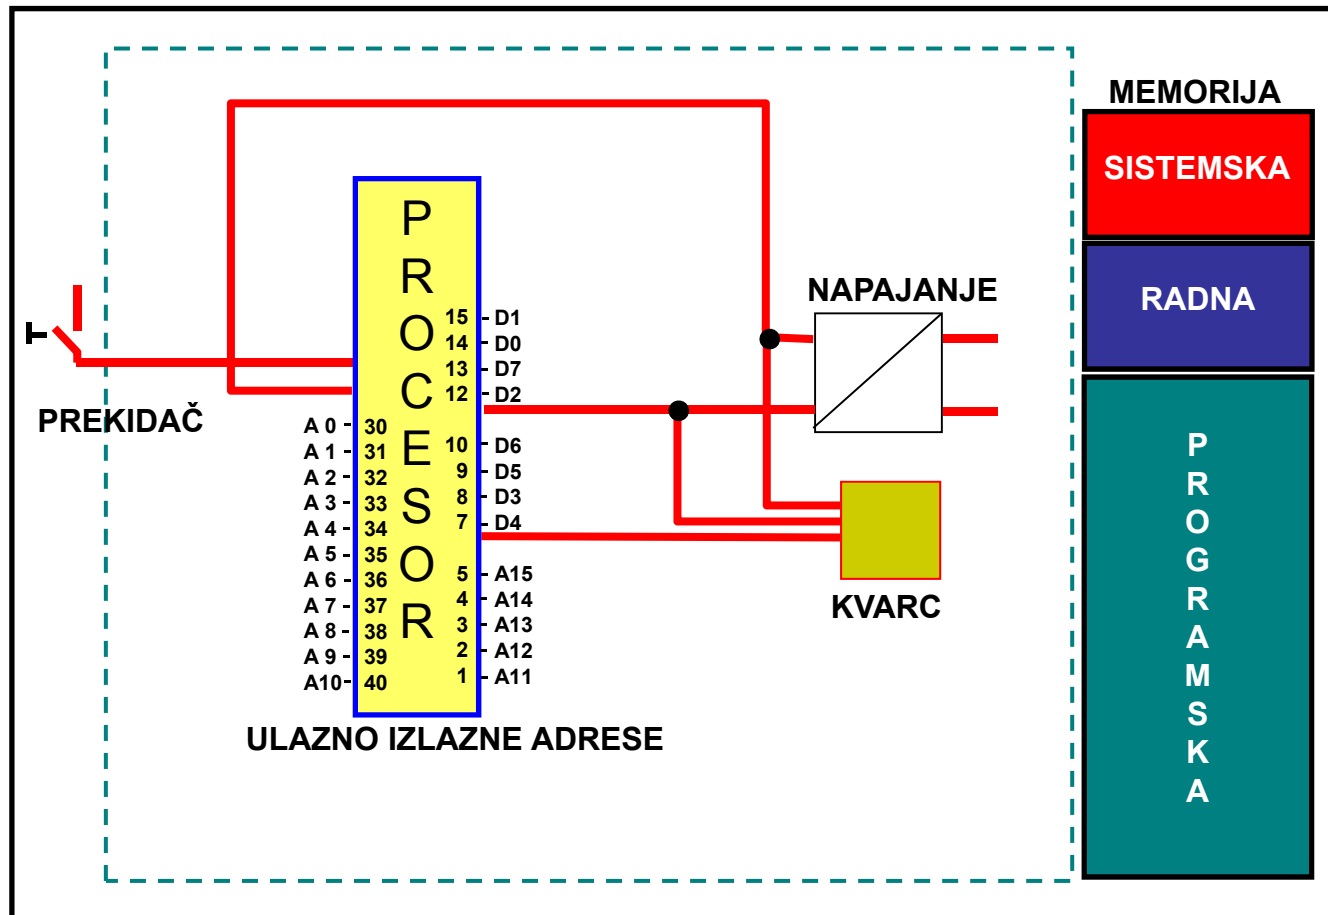 MEMORIJA
SISTEMSKA
RADNA
PROGRAMSKA
NAPAJANJE
KVARC
PREKIDAČ
PROCESOR
15 - D1
14 - D0
13 - D7
12 - D2
10 - D6
9 - D5
8 - D3
7 - D4
5 - A15
4 - A14
3 - A13
2 - A12
1 - A11
A 0 - 30
A 1 - 31
A 2 - 32
A 3 - 33
A 4 - 34
A 5 - 35
A 6 - 36
A 7 - 37
A 8 - 38
A 9 - 39
A10 - 40
ULAZNO IZLAZNE ADRESE